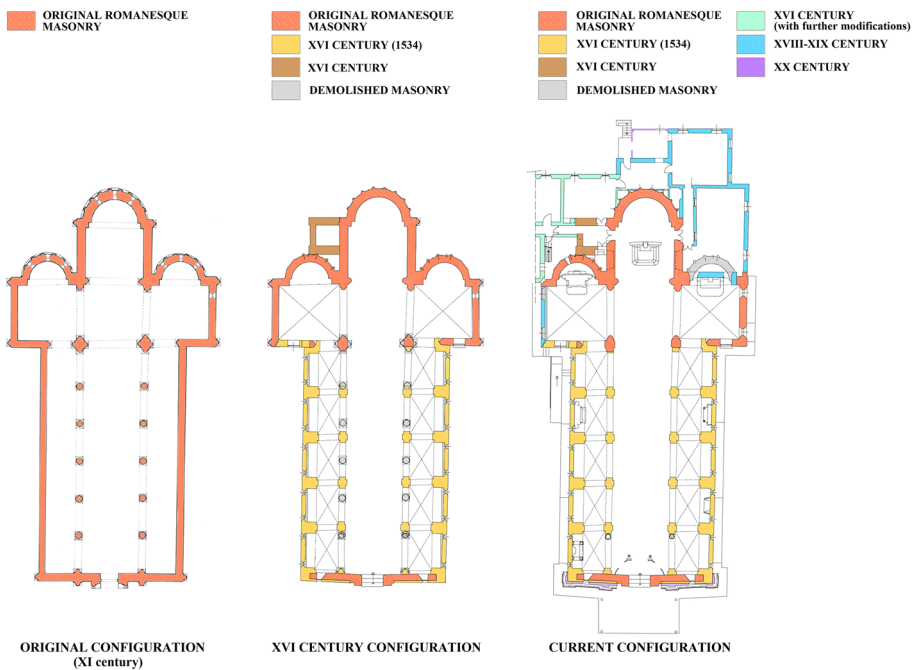 ORIGINAL ROMANESQUE
MASONRY
ORIGINAL ROMANESQUE
MASONRY
XVI CENTURY (1534)
XVI CENTURY
DEMOLISHED MASONRY
ORIGINAL ROMANESQUE
MASONRY
XVI CENTURY (1534)
XVI CENTURY
DEMOLISHED MASONRY
XVI CENTURY
(with further modifications)
XVIII-XIX CENTURY
XX CENTURY
ORIGINAL CONFIGURATION
(XI century)
XVI CENTURY CONFIGURATION
CURRENT CONFIGURATION